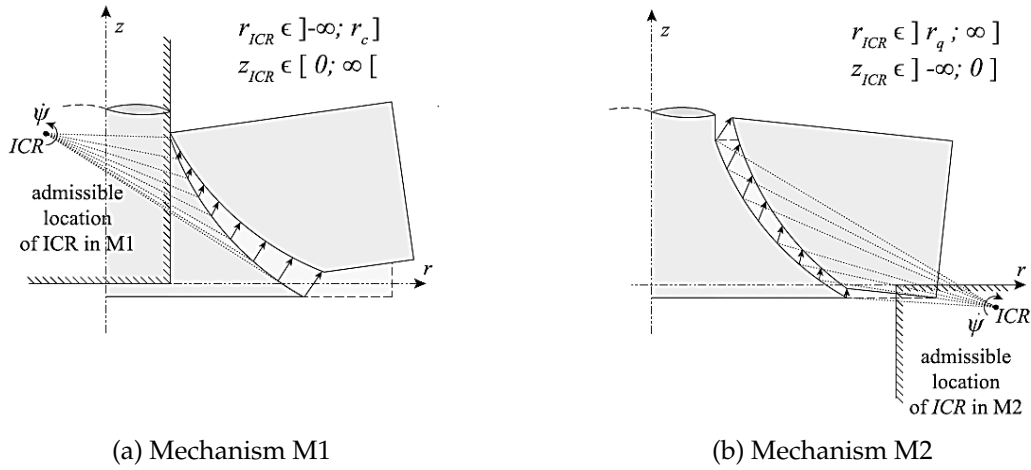 z
r_ICR ϵ ]-∞; r_c]
z_ICR ϵ [ 0; ∞ [
ψ̇
ICR
admissible
location
of ICR in M1
r
(a) Mechanism M1
z
r_ICR ϵ ] r_q ; ∞ ]
z_ICR ϵ ] -∞; 0 ]
r
ψ̇
ICR
admissible
location
of ICR in M2
(b) Mechanism M2